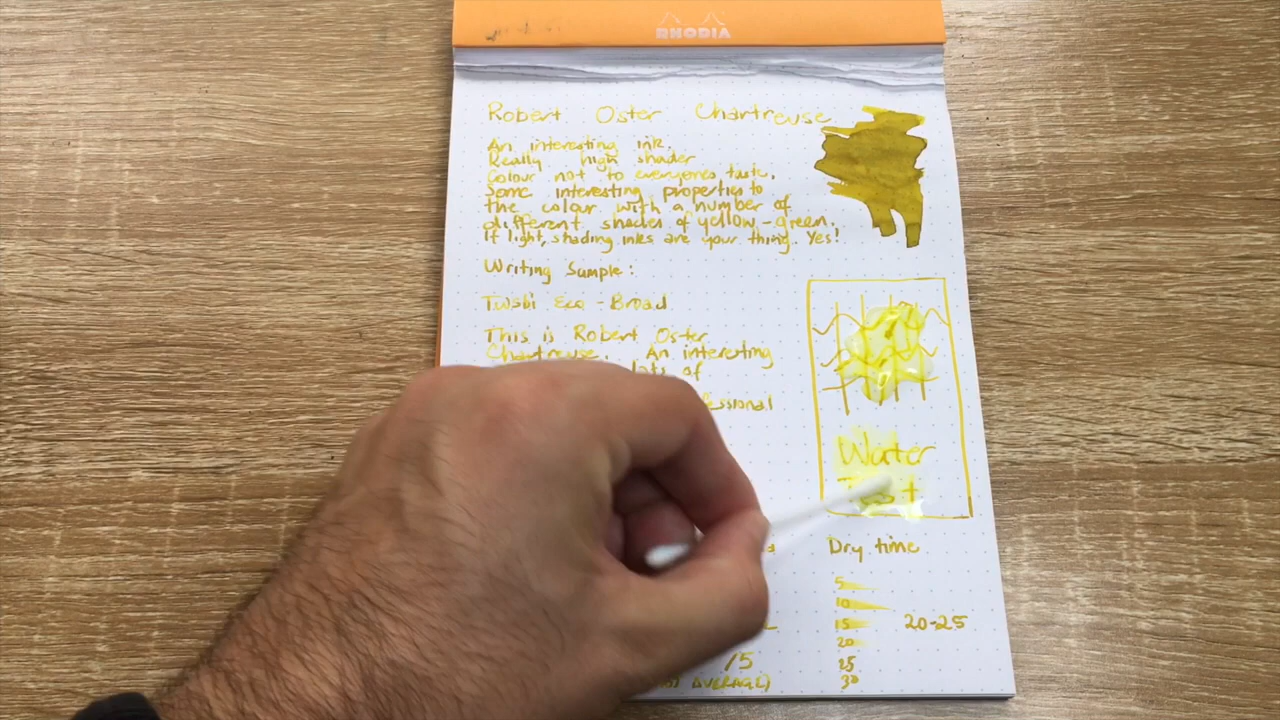 RHODIA
Robert Oster Chartreuse
An interesting ink.
Really high shader
Colour not to everyones taste.
Some interesting properties to
the colour with a number of
different shades of yellow-green.
If light, shading inks are your thing. Yes!
Writing Sample:
Twsbi Eco - Broad
This is Robert Oster
Chartreuse. An interesting
lots of
Water
Test
Dry time
5
10
15
20
25
30
20-25
/5
AVERAGE)